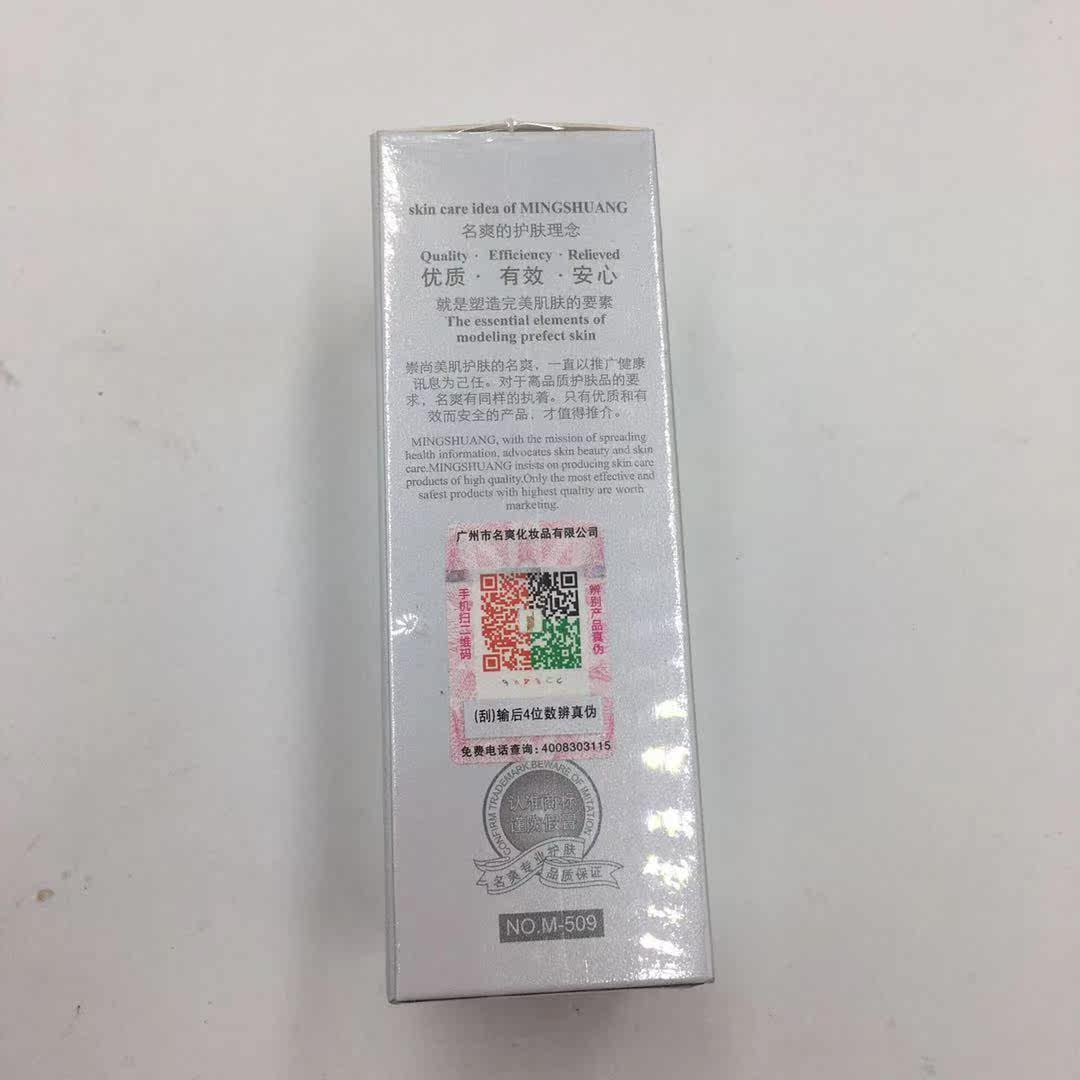 skin care idea of MINGSHUANG
名爽的护肤理念
Quality · Efficiency · Relieved
优质 · 有效 · 安心
就是塑造完美肌肤的要素
The essential elements of
modeling prefect skin
崇尚美肌护肤的名爽，一直以推广健康
讯息为己任。对于高品质护肤品的要
求，名爽有同样的执着。只有优质和有
效而安全的产品，才值得推介。
MINGSHUANG, with the mission of spreading
health information, advocates skin beauty and skin
care.MINGSHUANG insists on producing skin care
products of high quality.Only the most effective and
safest products with highest quality are worth
marketing.
广州市名爽化妆品有限公司
手机扫二维码
辨别产品真伪
(刮)输后4位数辨真伪
免费电话查询: 4008303115
CONFIRM TRADEMARK,BEWARE OF IMITATION
认准商标
谨防假冒
名爽专业护肤
品质保证
NO.M-509